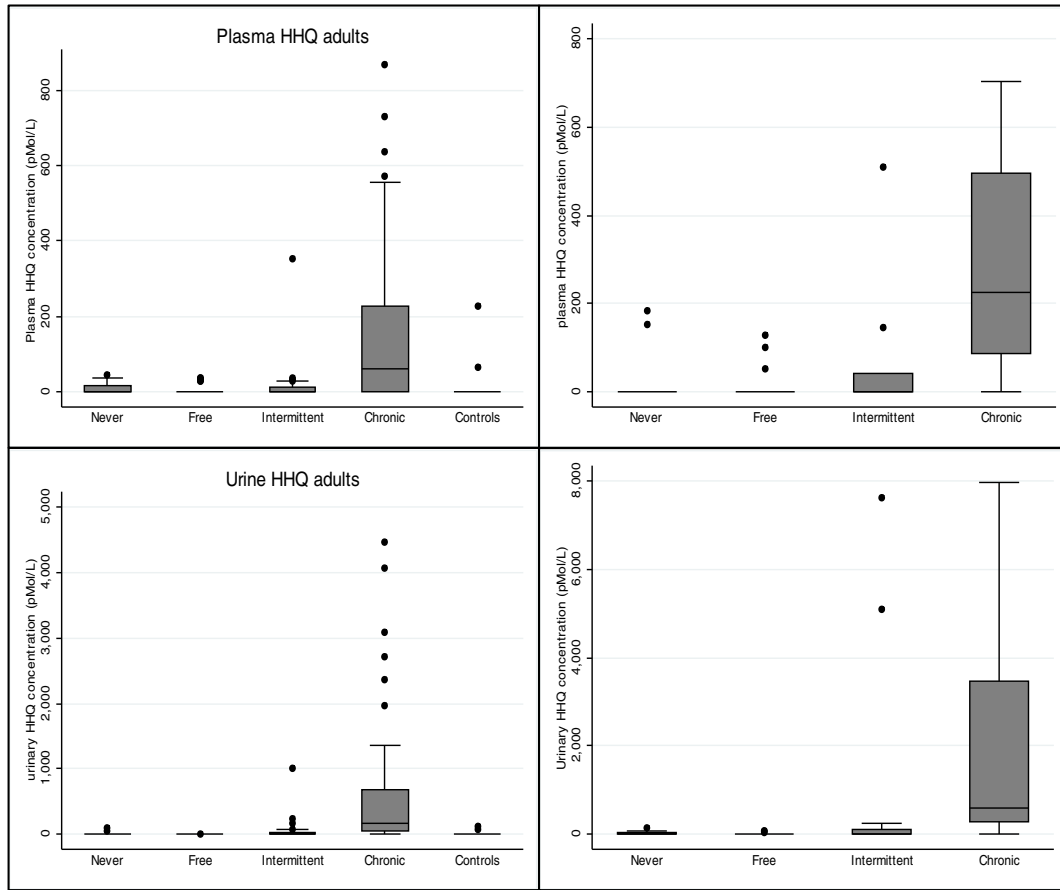 Plasma HHQ adults
Plasma HHQ concentration (pMol/L)
800
600
400
200
0
Never Free Intermittent Chronic Controls
plasma HHQ concentration (pMol/L)
800
600
400
200
0
Never Free Intermittent Chronic
Urine HHQ adults
urinary HHQ concentration (pMol/L)
5,000
4,000
3,000
2,000
1,000
0
Never Free Intermittent Chronic Controls
Urinary HHQ concentration (pMol/L)
8,000
6,000
4,000
2,000
0
Never Free Intermittent Chronic